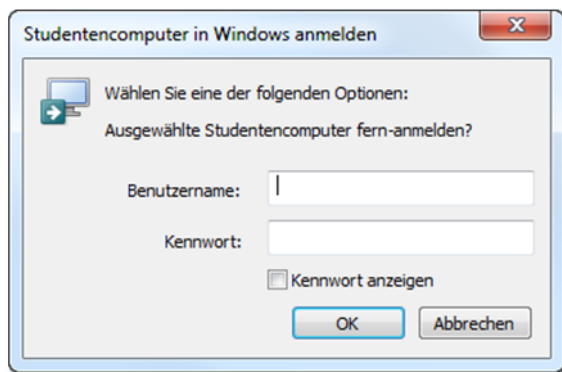 Studentencomputer in Windows anmelden
Wählen Sie eine der folgenden Optionen:
Ausgewählte Studentencomputer fern-anmelden?
Benutzername:
Kennwort:
Kennwort anzeigen
OK Abbrechen